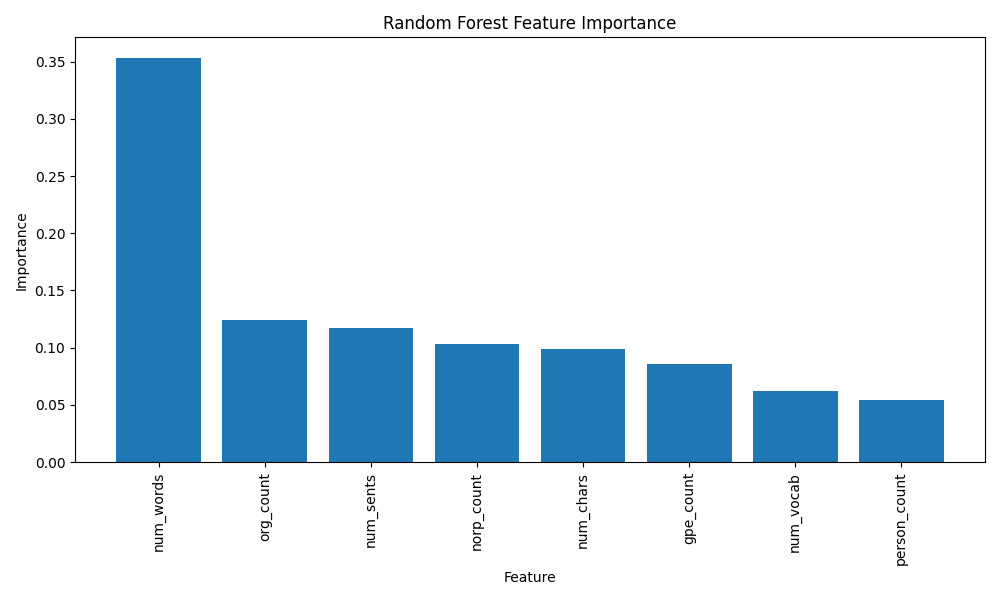 Random Forest Feature Importance
Importance
0.35
0.30
0.25
0.20
0.15
0.10
0.05
0.00
num_words
org_count
num_sents
norp_count
num_chars
gpe_count
num_vocab
person_count
Feature